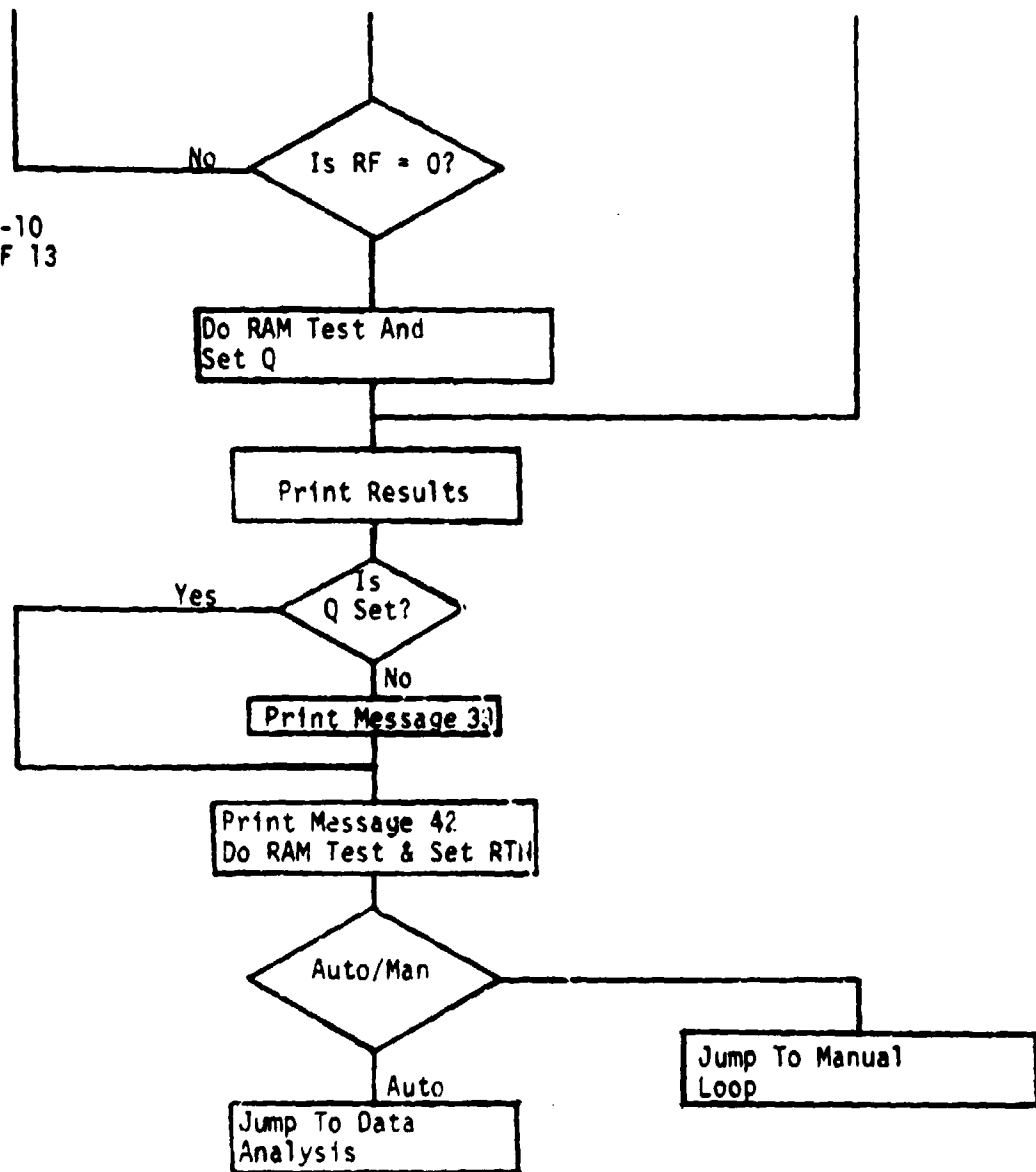 No
Is RF = 0?
-10
F 13
Do RAM Test And
Set Q
Print Results
Is
Q Set?
Yes
No
Print Message
Print Message 42
Do RAM Test & Set
Auto/Man
Auto
Jump To Manual
Loop
Jump To Data
Analysis